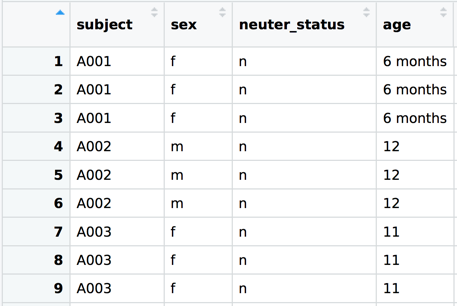 subject sex neuter_status age
1 A001 f n 6 months
2 A001 f n 6 months
3 A001 f n 6 months
4 A002 m n 12
5 A002 m n 12
6 A002 m n 12
7 A003 f n 11
8 A003 f n 11
9 A003 f n 11